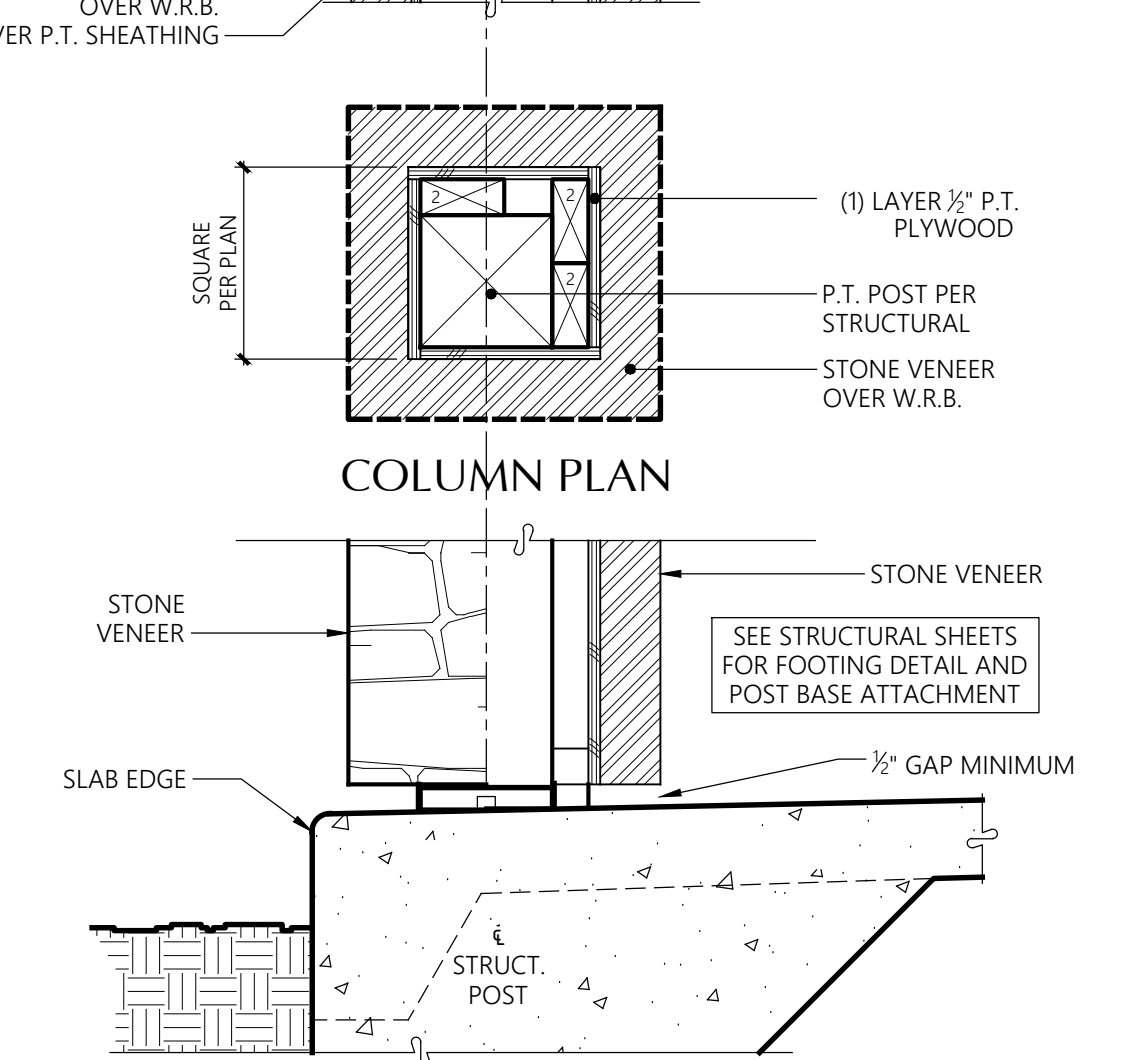 OVER W.R.B.
VER P.T. SHEATHING
SQUARE
PER PLAN
2
2
2
(1) LAYER ½" P.T.
PLYWOOD
P.T. POST PER
STRUCTURAL
STONE VENEER
OVER W.R.B.
COLUMN PLAN
STONE
VENEER
STONE VENEER
SEE STRUCTURAL SHEETS
FOR FOOTING DETAIL AND
POST BASE ATTACHMENT
SLAB EDGE
½" GAP MINIMUM
℄
STRUCT.
POST